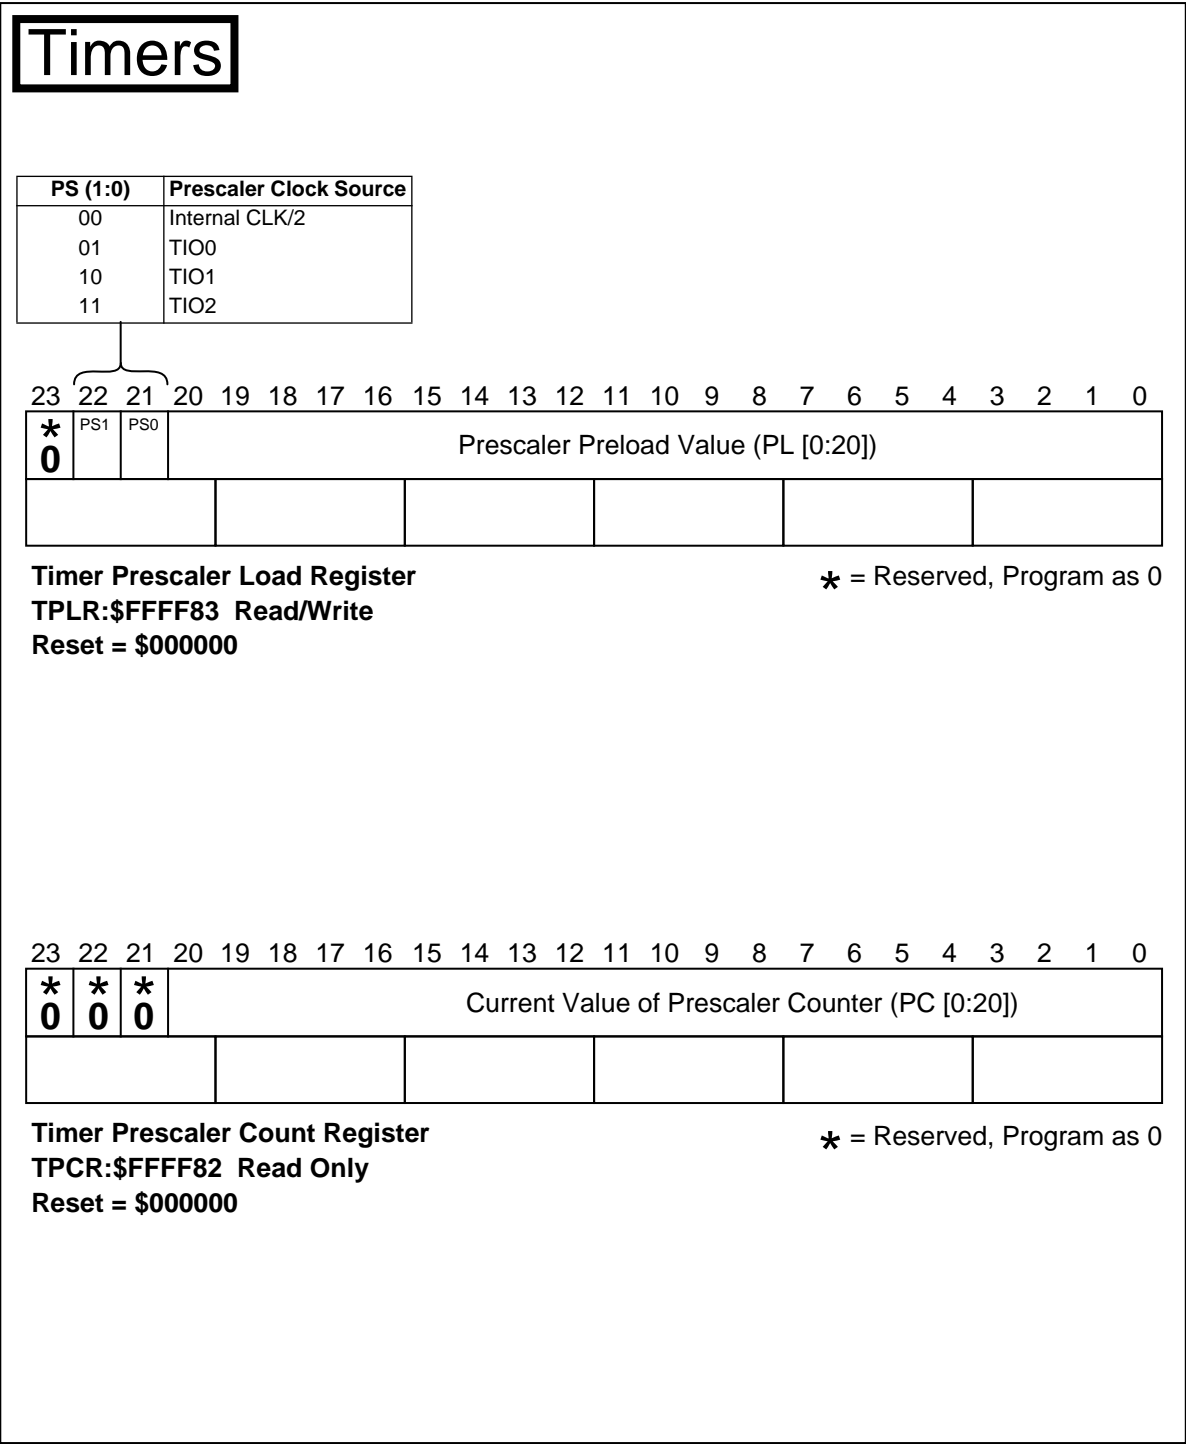 Timers
PS (1:0) Prescaler Clock Source
00 Internal CLK/2
01 TIO0
10 TIO1
11 TIO2
23 22 21 20 19 18 17 16 15 14 13 12 11 10 9 8 7 6 5 4 3 2 1 0
* PS1 PS0
0
Prescaler Preload Value (PL [0:20])
Timer Prescaler Load Register
* = Reserved, Program as 0
TPLR:$FFFF83 Read/Write
Reset = $000000
23 22 21 20 19 18 17 16 15 14 13 12 11 10 9 8 7 6 5 4 3 2 1 0
* * *
0 0 0
Current Value of Prescaler Counter (PC [0:20])
Timer Prescaler Count Register
* = Reserved, Program as 0
TPCR:$FFFF82 Read Only
Reset = $000000